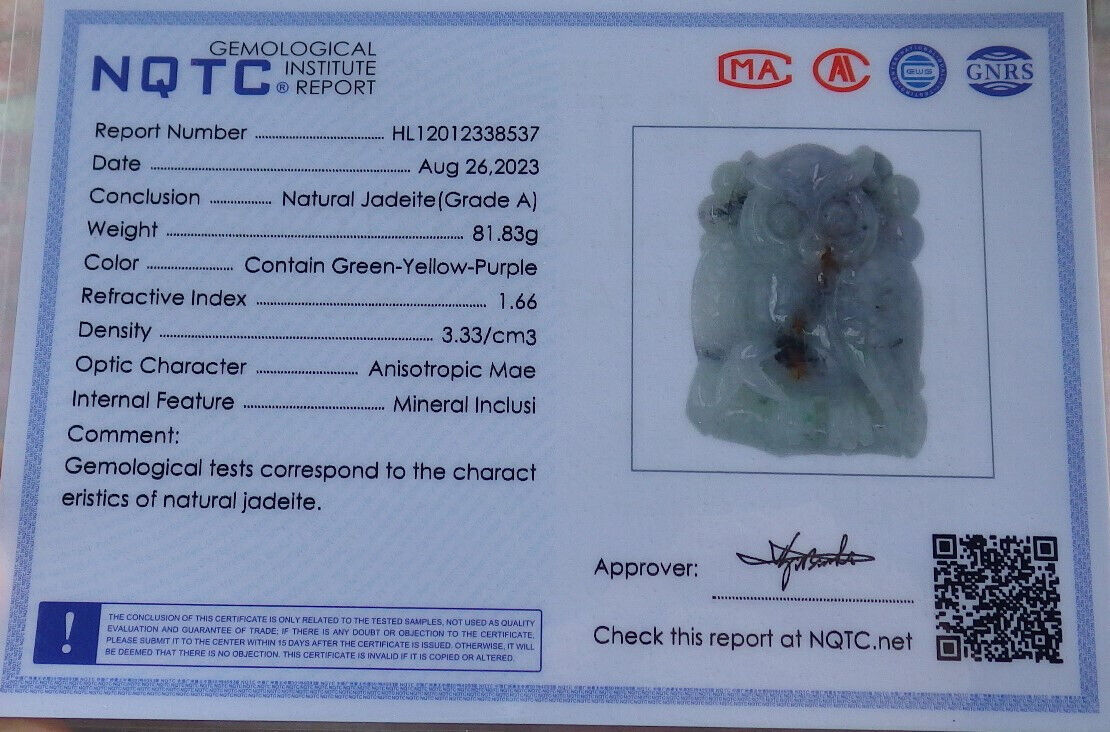 GEMOLOGICAL
NQTC® INSTITUTE
REPORT
MA
GWG
GNRS
Report Number ........ HL12012338537
Date ........ Aug 26,2023
Conclusion ........ Natural Jadeite(Grade A)
Weight ........ 81.83g
Color ........ Contain Green-Yellow-Purple
Refractive Index ........ 1.66
Density ........ 3.33/cm3
Optic Character ........ Anisotropic Mae
Internal Feature ........ Mineral Inclusi
Comment:
Gemological tests correspond to the charact
eristics of natural jadeite.
Approver:
Check this report at NQTC.net
!
THE CONCLUSION OF THIS CERTIFICATE IS ONLY RELATED TO THE TESTED SAMPLES, NOT USED AS QUALITY
EVALUATION AND GUARANTEE OF TRADE; IF THERE IS ANY DOUBT OR OBJECTION TO THE CERTIFICATE,
PLEASE SUBMIT IT TO THE CENTER WITHIN 15 DAYS AFTER THE CERTIFICATE IS ISSUED. OTHERWISE, IT WILL
BE DEEMED THAT THERE IS NO OBJECTION. THIS CERTIFICATE IS INVALID IF IT IS COPIED OR ALTERED.